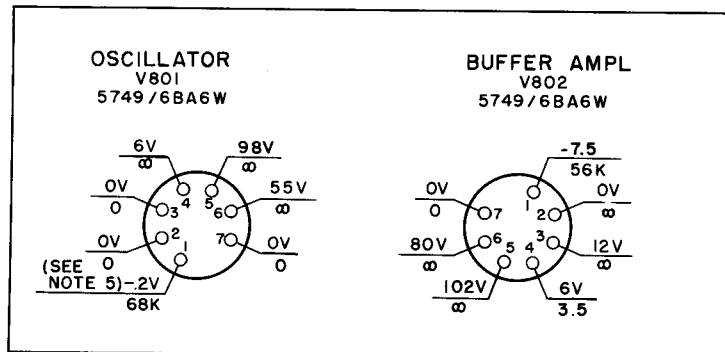 OSCILLATOR
V801
5749/6BA6W
6V
∞
98V
∞
0V
0
55V
∞
0V
0
0V
0
(SEE
NOTE 5)-.2V
68K
4
5
3
6
2
7
1
BUFFER AMPL
V802
5749/6BA6W
-7.5
56K
0V
0
0V
∞
80V
∞
12V
∞
102V
∞
6V
3.5
7
1
2
6
3
5
4